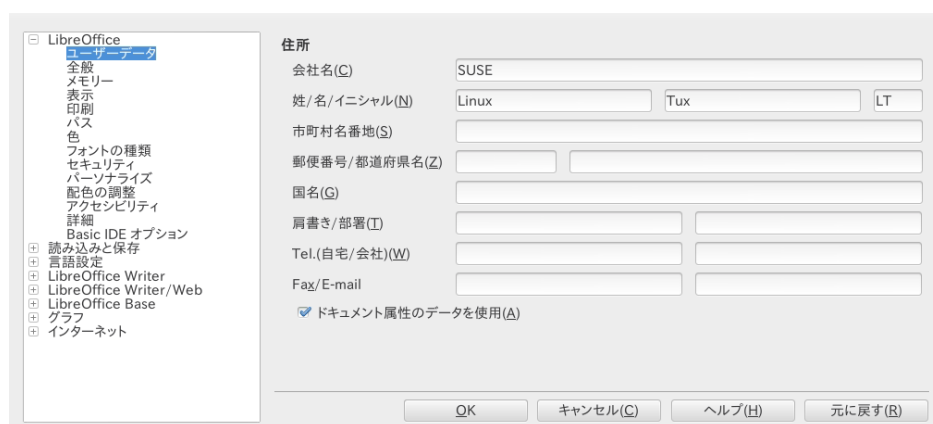 LibreOffice
ユーザーデータ
全般
メモリー
表示
印刷
パス
色
フォントの種類
セキュリティ
パーソナライズ
配色の調整
アクセシビリティ
詳細
Basic IDE オプション
読み込みと保存
言語設定
LibreOffice Writer
LibreOffice Writer/Web
LibreOffice Base
グラフ
インターネット
住所
会社名(C) SUSE
姓/名/イニシャル(N) Linux Tux LT
市町村名番地(S)
郵便番号/都道府県名(Z)
国名(G)
肩書き/部署(T)
Tel.(自宅/会社)(W)
Fax/E-mail
ドキュメント属性のデータを使用(A)
OK キャンセル(C) ヘルプ(H) 元に戻す(R)